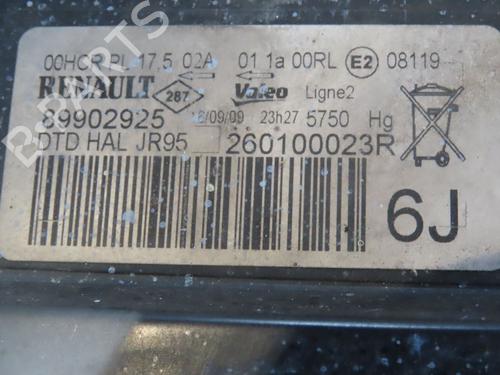 00HCR PL 17,5 02A 01 1a 00RL E2 08119
RENAULT 287 Valeo Ligne2
89902925 16/09/09 23h27 5750 Hg
DTD HAL JR95 260100023R
6J